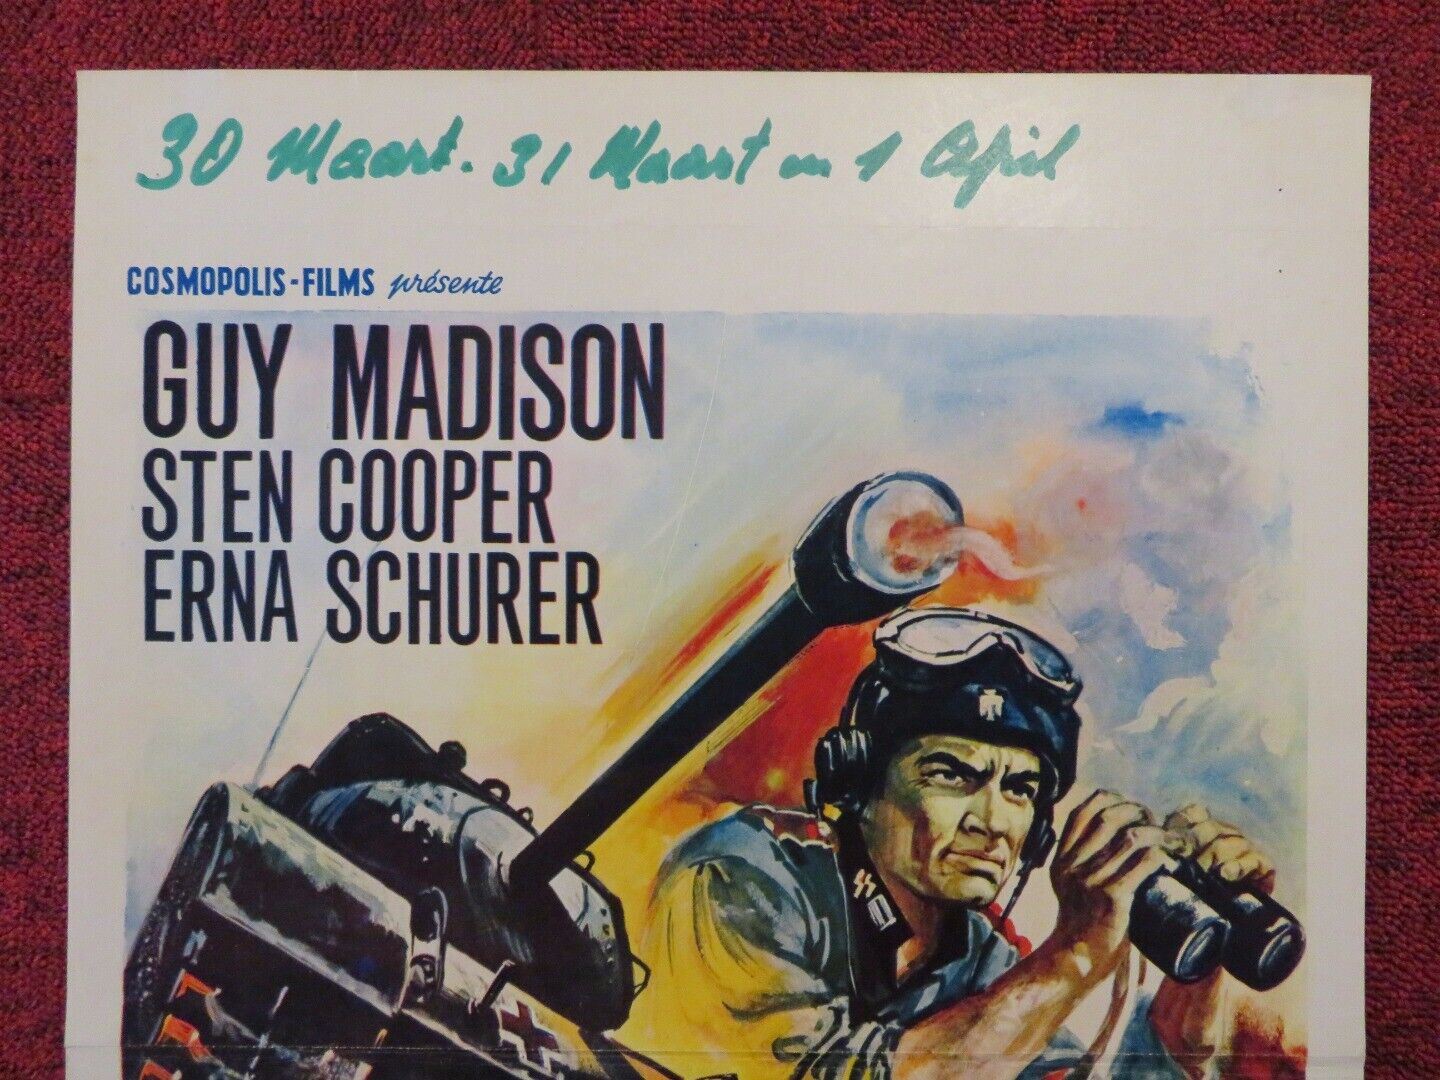 30 Maart. 31 Maart en 1 April
COSMOPOLIS-FILMS présente
GUY MADISON
STEN COOPER
ERNA SCHURER